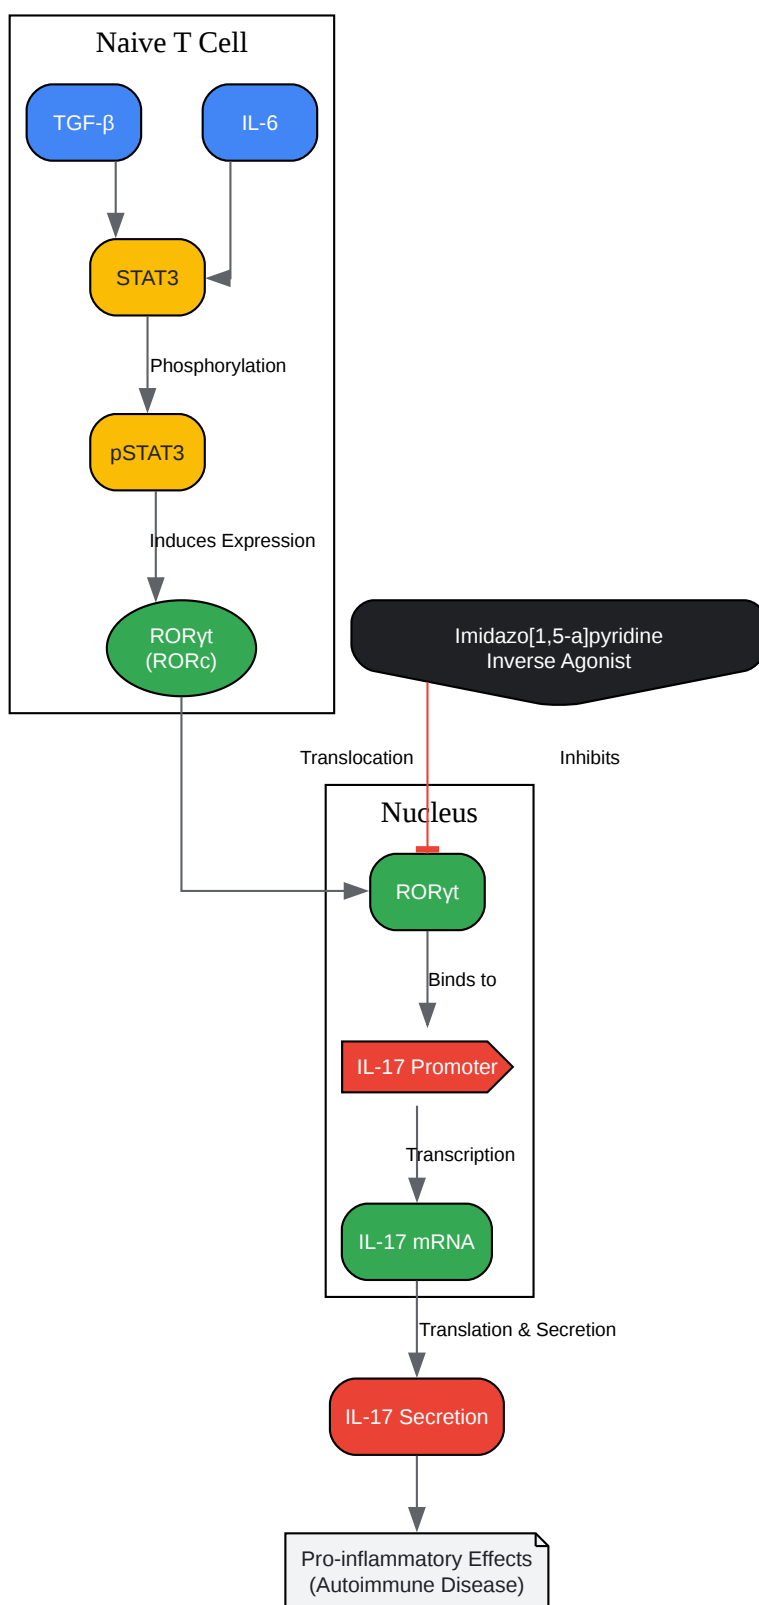 Naive T Cell
TGF-β
IL-6
STAT3
Phosphorylation
pSTAT3
Induces Expression
RORγt
(RORc)
Imidazo[1,5-a]pyridine
Inverse Agonist
Translocation
Inhibits
Nucleus
RORγt
Binds to
IL-17 Promoter
Transcription
IL-17 mRNA
Translation & Secretion
IL-17 Secretion
Pro-inflammatory Effects
(Autoimmune Disease)